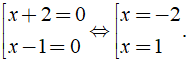 [x + 2 = 0 ⇔ [x = −2
[x − 1 = 0 [x = 1 .